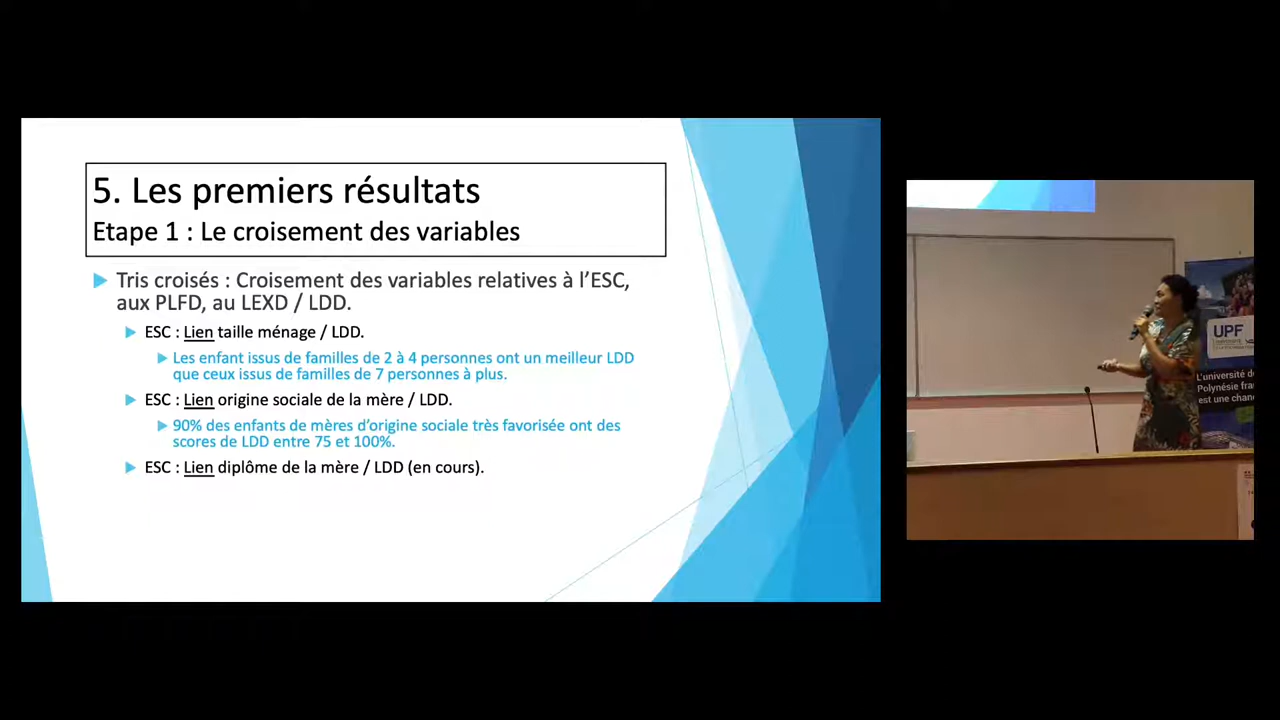 5. Les premiers résultats
Etape 1 : Le croisement des variables
Tris croisés : Croisement des variables relatives à l'ESC,
aux PLFD, au LEXD / LDD.
ESC : Lien taille ménage / LDD.
Les enfant issus de familles de 2 à 4 personnes ont un meilleur LDD
que ceux issus de familles de 7 personnes à plus.
ESC : Lien origine sociale de la mère / LDD.
90% des enfants de mères d'origine sociale très favorisée ont des
scores de LDD entre 75 et 100%.
ESC : Lien diplôme de la mère / LDD (en cours).
UPF
L'université de
Polynésie fra
est une chanc